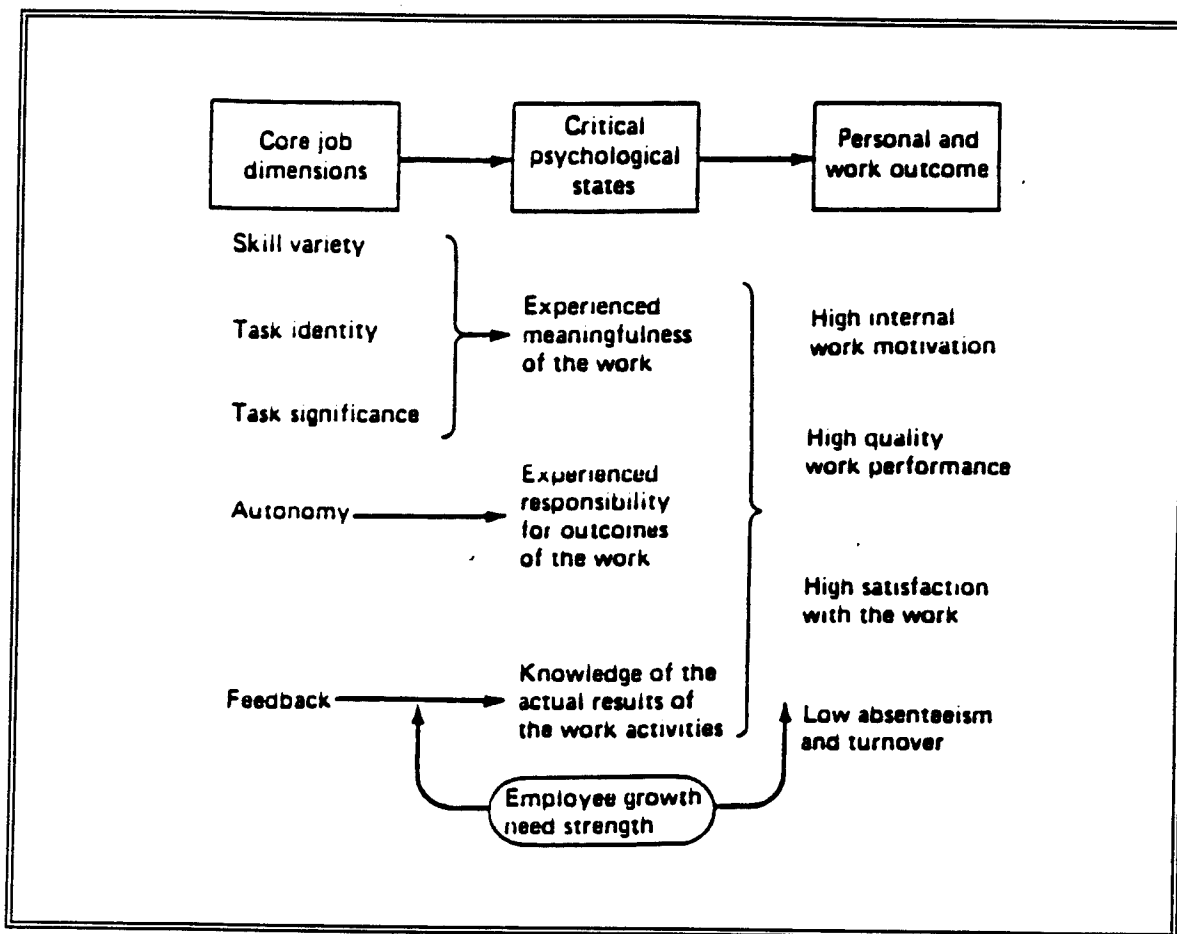 Core job
dimensions
Critical
psychological
states
Personal and
work outcome
Skill variety
Task identity
Task significance
Experienced
meaningfulness
of the work
Autonomy
Experienced
responsibility
for outcomes
of the work
Feedback
Knowledge of the
actual results of
the work activities
High internal
work motivation
High quality
work performance
High satisfaction
with the work
Low absenteeism
and turnover
Employee growth
need strength